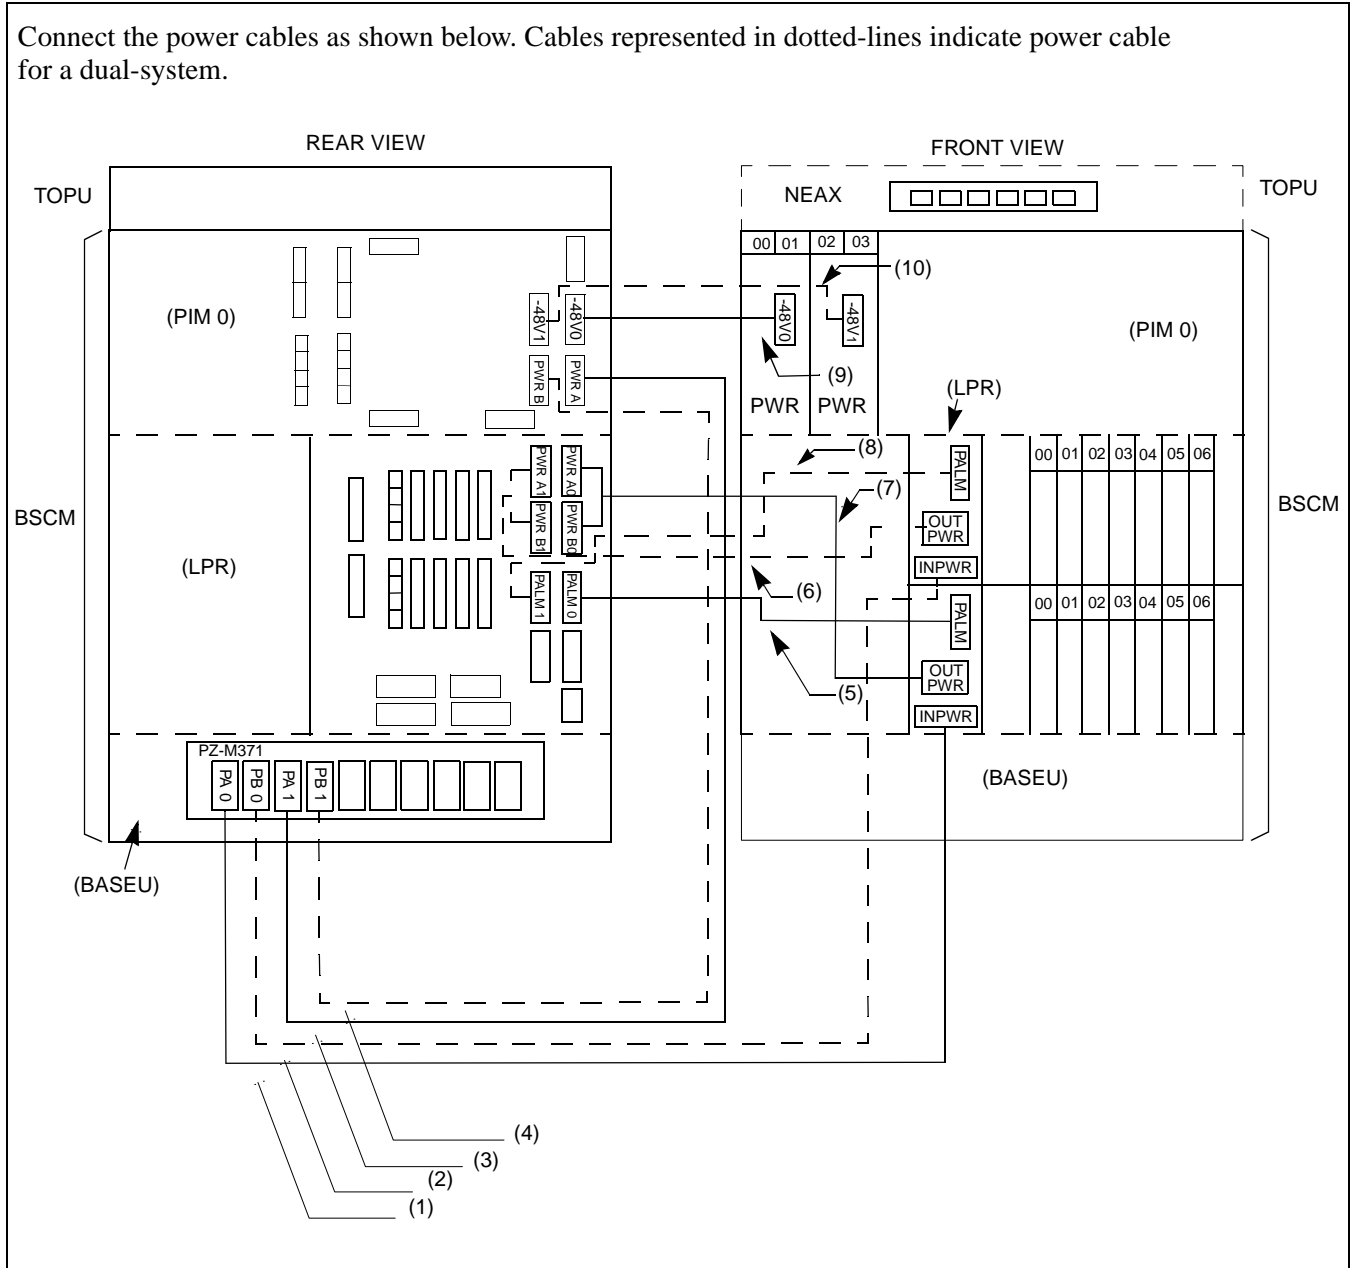 Connect the power cables as shown below. Cables represented in dotted-lines indicate power cable
for a dual-system.
REAR VIEW
FRONT VIEW
TOPU
NEAX
TOPU
00 01 02 03
(10)
(PIM 0)
-48V1
-48V0
-48V0
-48V1
(PIM 0)
PWR B
PWR A
(9)
PWR
PWR
(LPR)
(8)
PWR A1
PWR A0
PALM
00 01 02 03 04 05 06
(7)
BSCM
PWR B1
PWR B0
OUT
PWR
BSCM
(LPR)
INPWR
PALM 1
PALM 0
(6)
PALM
00 01 02 03 04 05 06
OUT
PWR
(5)
INPWR
PZ-M371
PA 0
PB 0
PA 1
PB 1
(BASEU)
(BASEU)
(4)
(3)
(2)
(1)